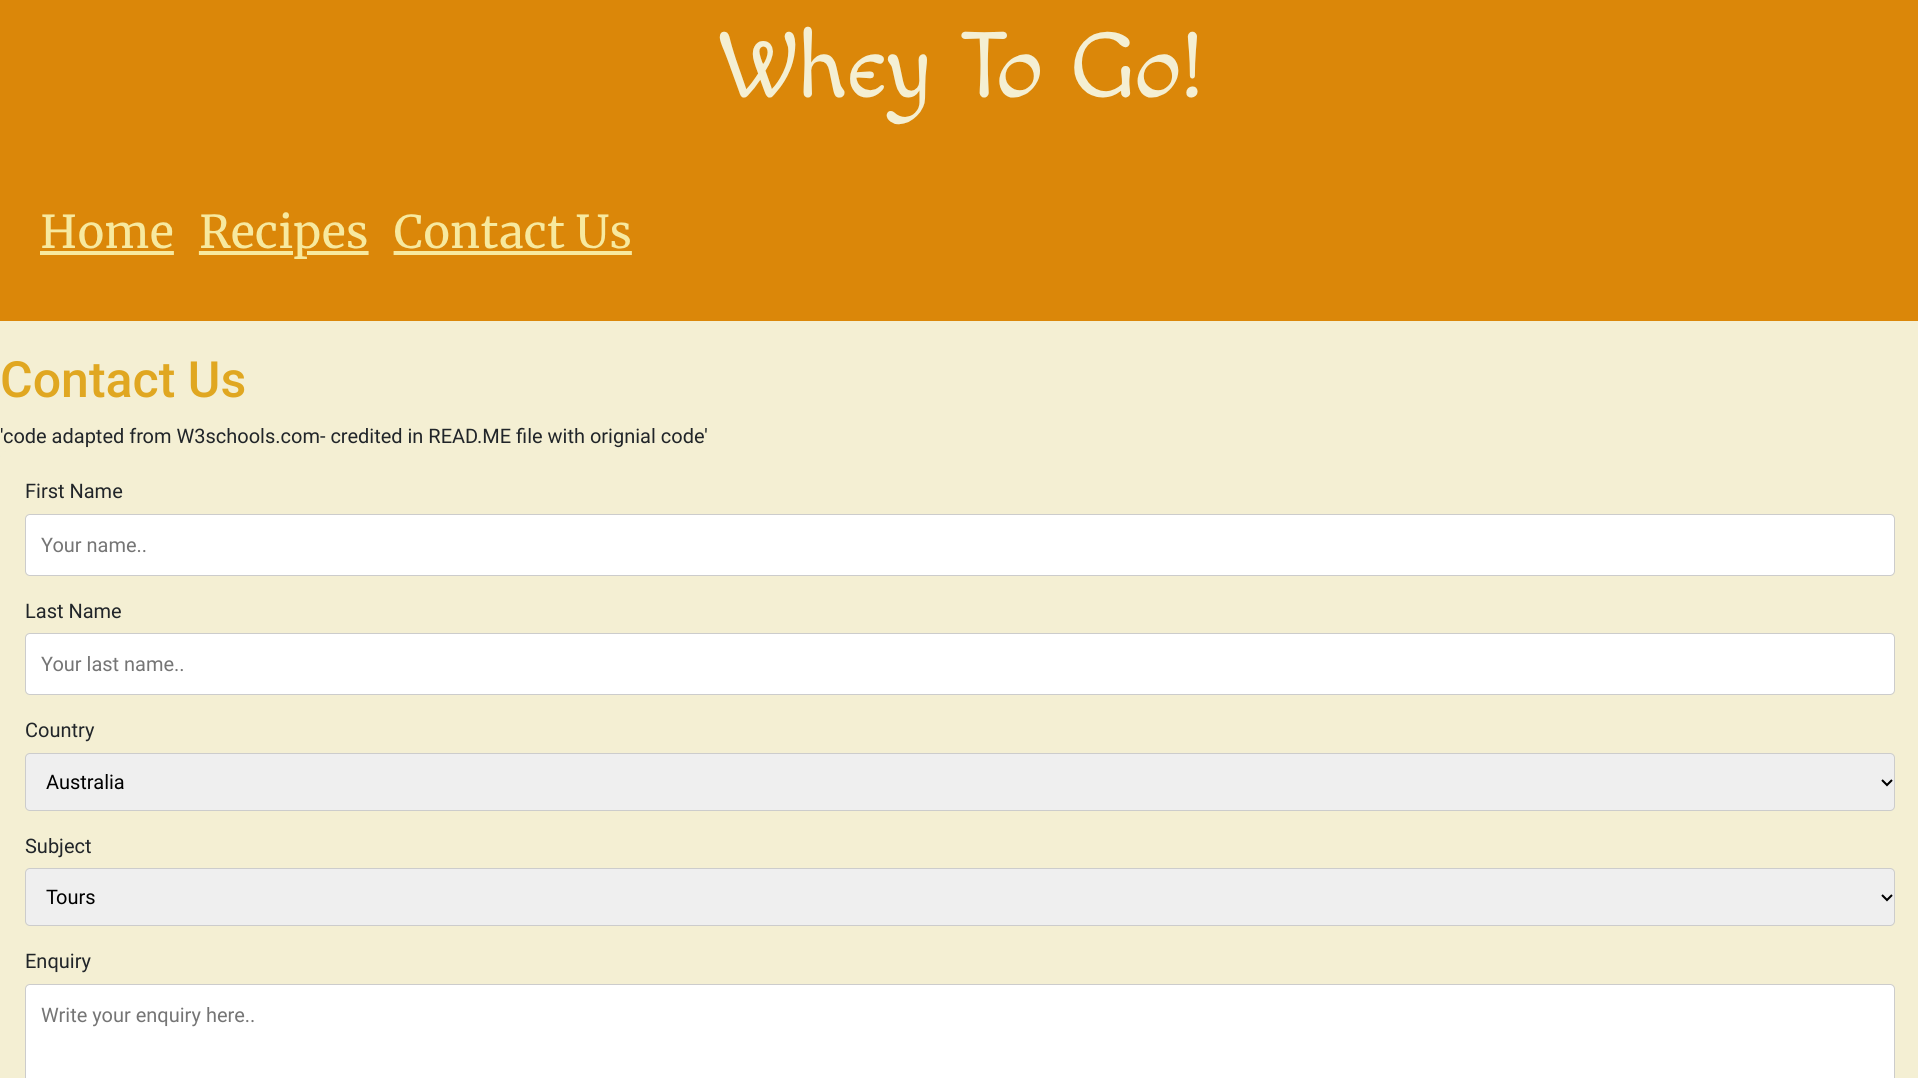 Whey To Go!
Home Recipes Contact Us
Contact Us
'code adapted from W3schools.com- credited in READ.ME file with orignial code'
First Name
Your name..
Last Name
Your last name..
Country
Australia
Subject
Tours
Enquiry
Write your enquiry here..